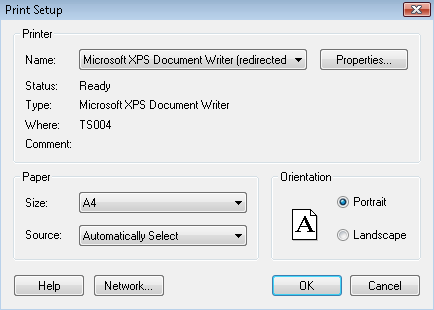 Print Setup
Printer
Name: Microsoft XPS Document Writer (redirected Properties...
Status: Ready
Type: Microsoft XPS Document Writer
Where: TS004
Comment:
Paper
Size: A4
Source: Automatically Select
Orientation
A
Portrait
Landscape
Help Network... OK Cancel